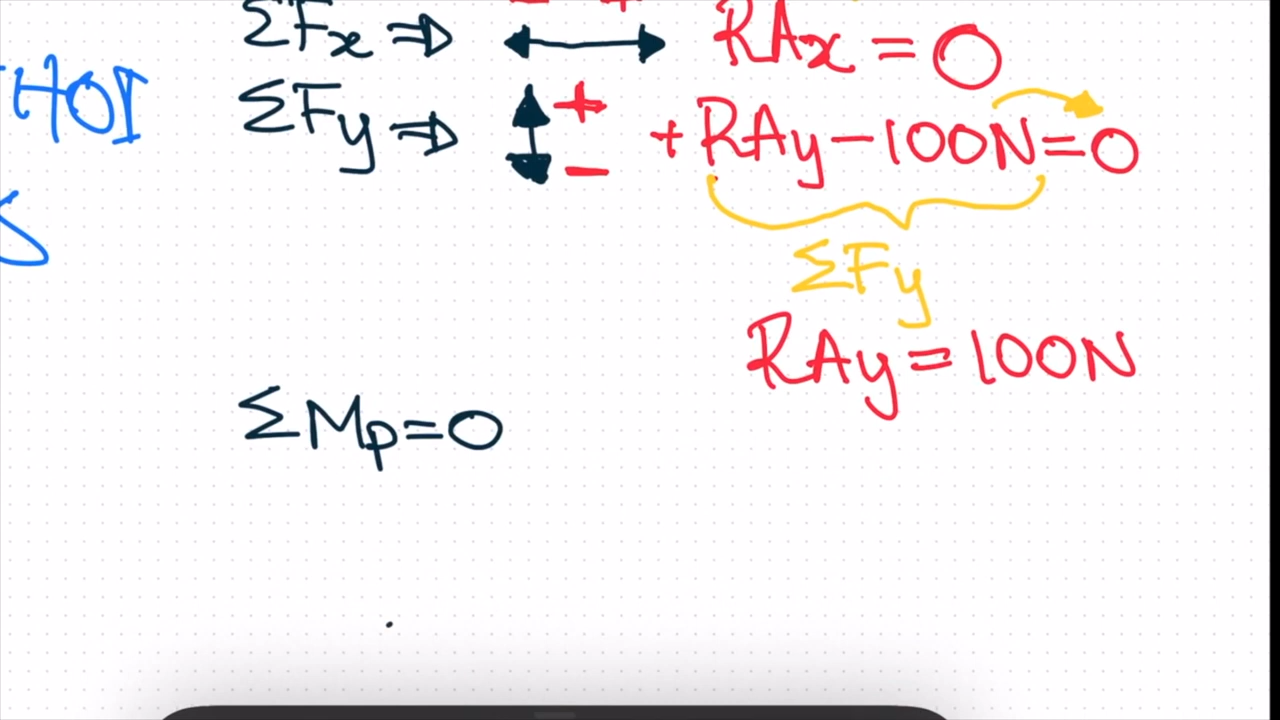 ΣFx ⇒ − + RAx = 0
ΣFy ⇒ + − +RAy−100N=0
ΣFy
RAy=100N
ΣMp=0